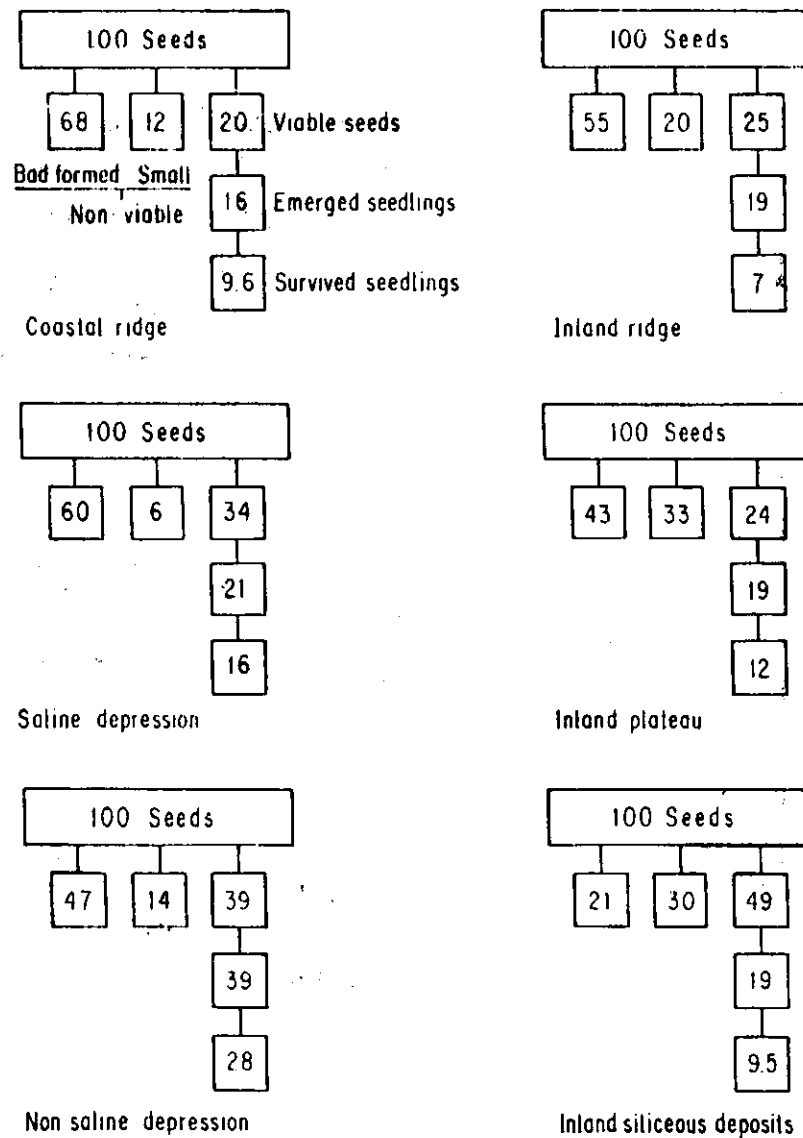 100 Seeds
68 12 20 Viable seeds
Bad formed Small
Non viable
16 Emerged seedlings
9.6 Survived seedlings
Coastal ridge
100 Seeds
55 20 25
19
7
Inland ridge
100 Seeds
60 6 34
21
16
Saline depression
100 Seeds
43 33 24
19
12
Inland plateau
100 Seeds
47 14 39
39
28
Non saline depression
100 Seeds
21 30 49
19
9.5
Inland siliceous deposits